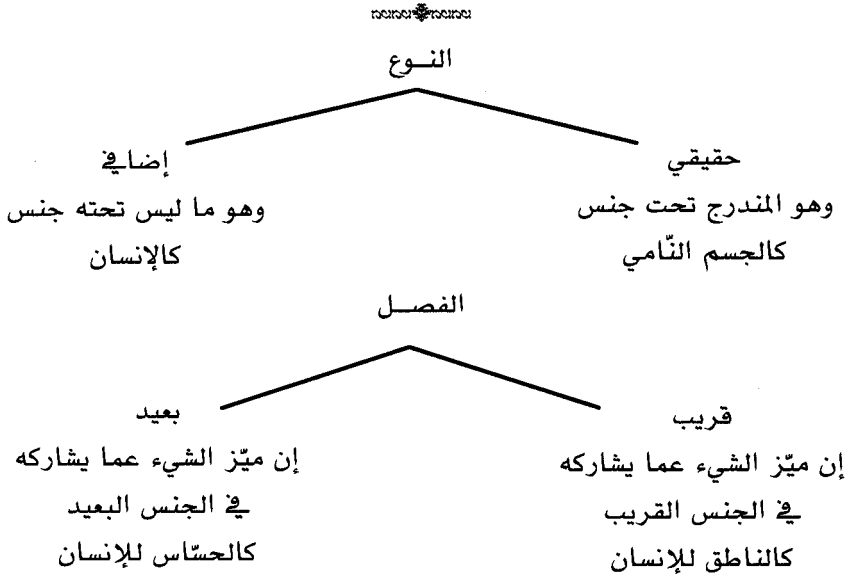 النــوع
حقيقي
وهو المندرج تحت جنس
كالجسم النّامي
إضافي
وهو ما ليس تحته جنس
كالإنسان
الفصــل
قريب
إن ميّز الشيء عما يشاركه
في الجنس القريب
كالناطق للإنسان
بعيد
إن ميّز الشيء عما يشاركه
في الجنس البعيد
كالحسّاس للإنسان